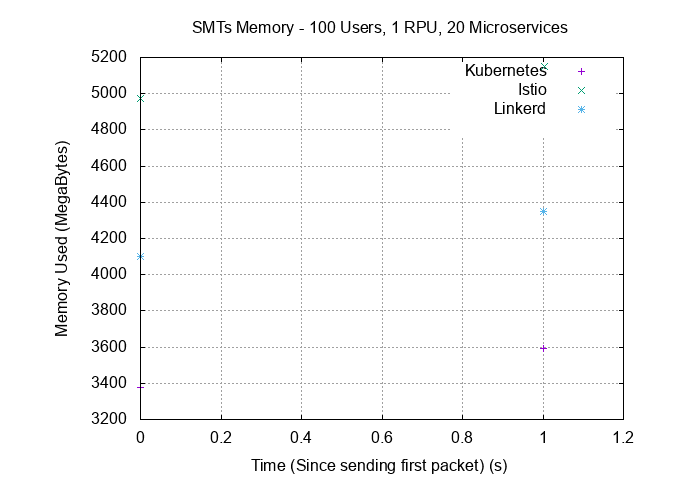 SMTs Memory - 100 Users, 1 RPU, 20 Microservices
5200
5000
4800
4600
4400
4200
4000
3800
3600
3400
3200
Kubernetes
Istio
Linkerd
Memory Used (MegaBytes)
0 0.2 0.4 0.6 0.8 1 1.2
Time (Since sending first packet) (s)